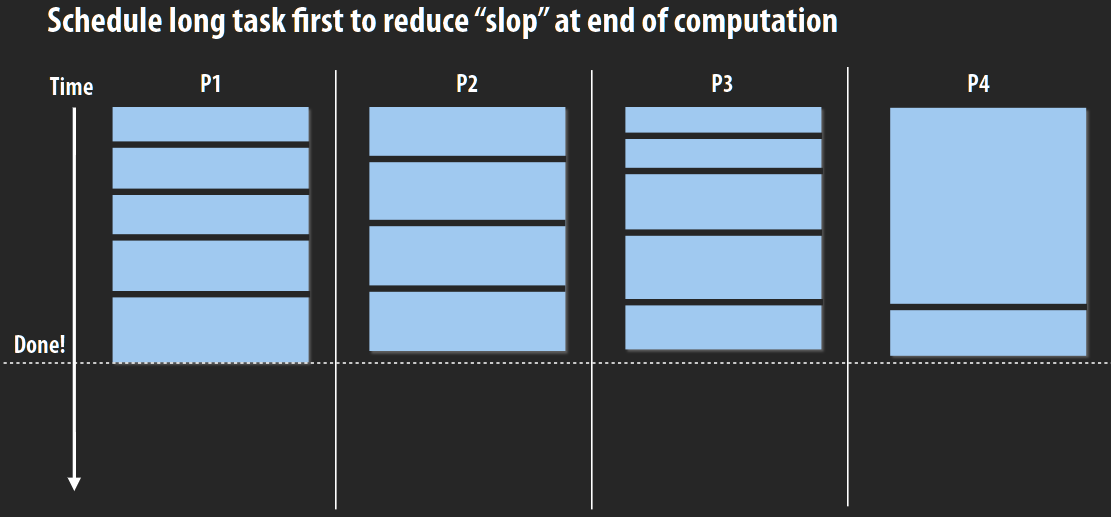 Schedule long task first to reduce “slop” at end of computation
Time
P1
P2
P3
P4
Done!